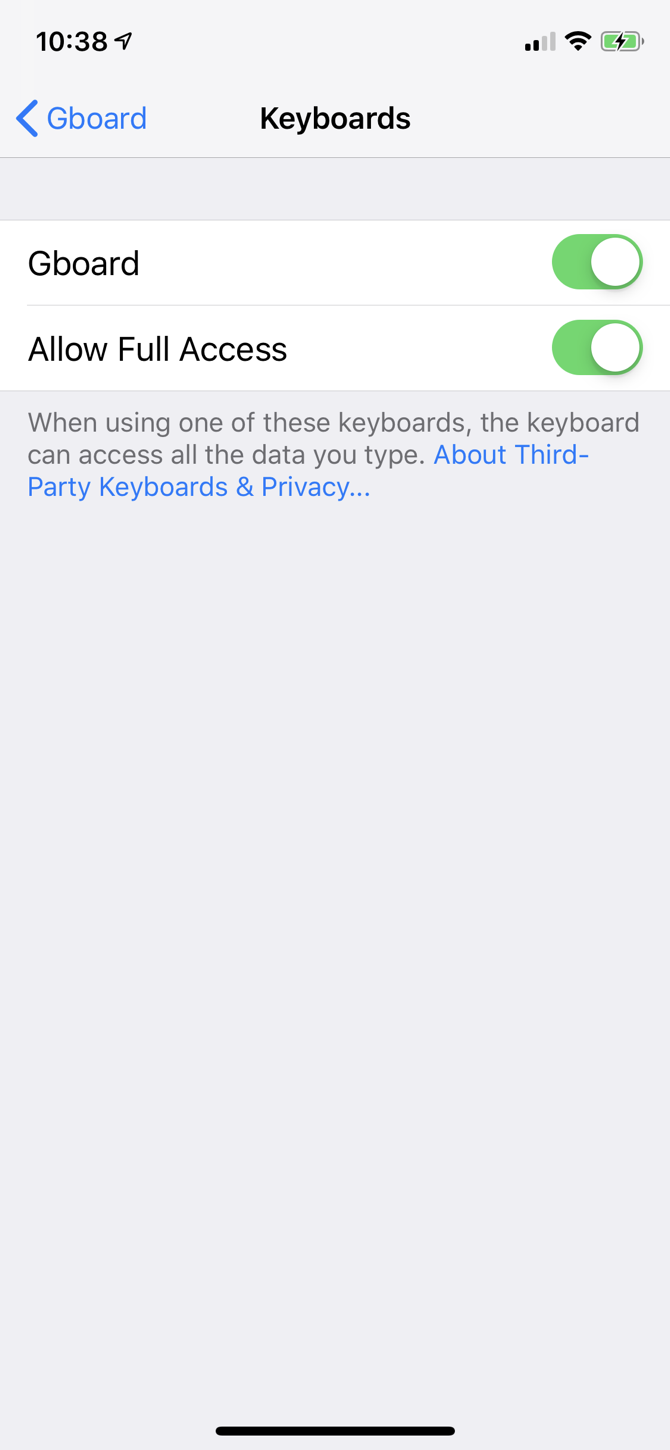 10:38
Gboard
Keyboards
Gboard
Allow Full Access
When using one of these keyboards, the keyboard
can access all the data you type. About Third-
Party Keyboards & Privacy...